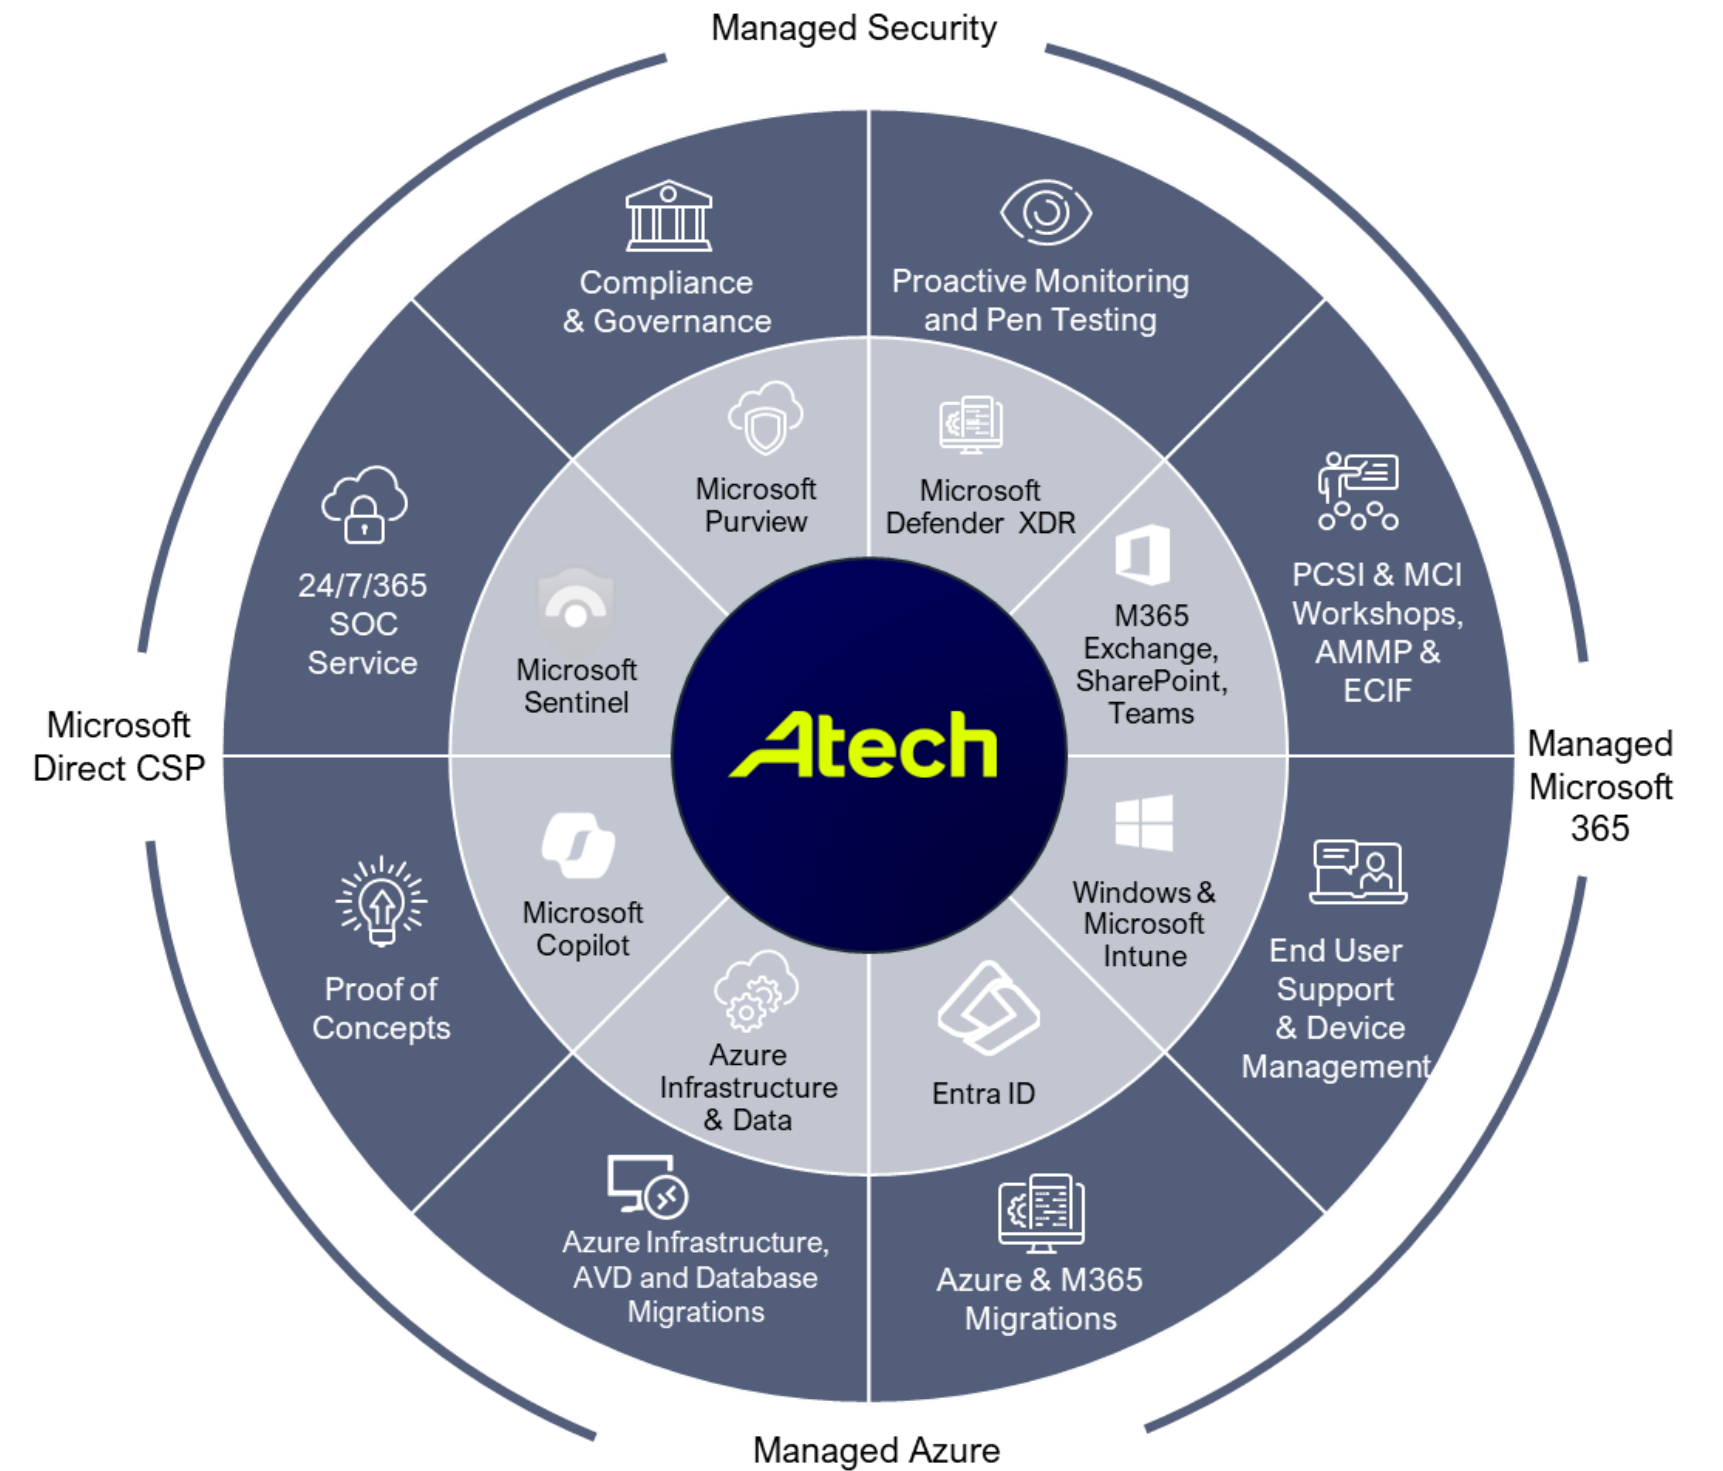 Managed Security
Compliance
& Governance
Proactive Monitoring
and Pen Testing
Microsoft
Purview
Microsoft
Defender XDR
24/7/365
SOC
Service
Microsoft
Sentinel
M365
Exchange,
SharePoint,
Teams
PCSI & MCI
Workshops,
AMMP &
ECIF
Microsoft
Direct CSP
Atech
Managed
Microsoft
365
Proof of
Concepts
Microsoft
Copilot
Windows &
Microsoft
Intune
End User
Support
& Device
Management
Azure
Infrastructure
& Data
Entra ID
Azure Infrastructure,
AVD and Database
Migrations
Azure & M365
Migrations
Managed Azure